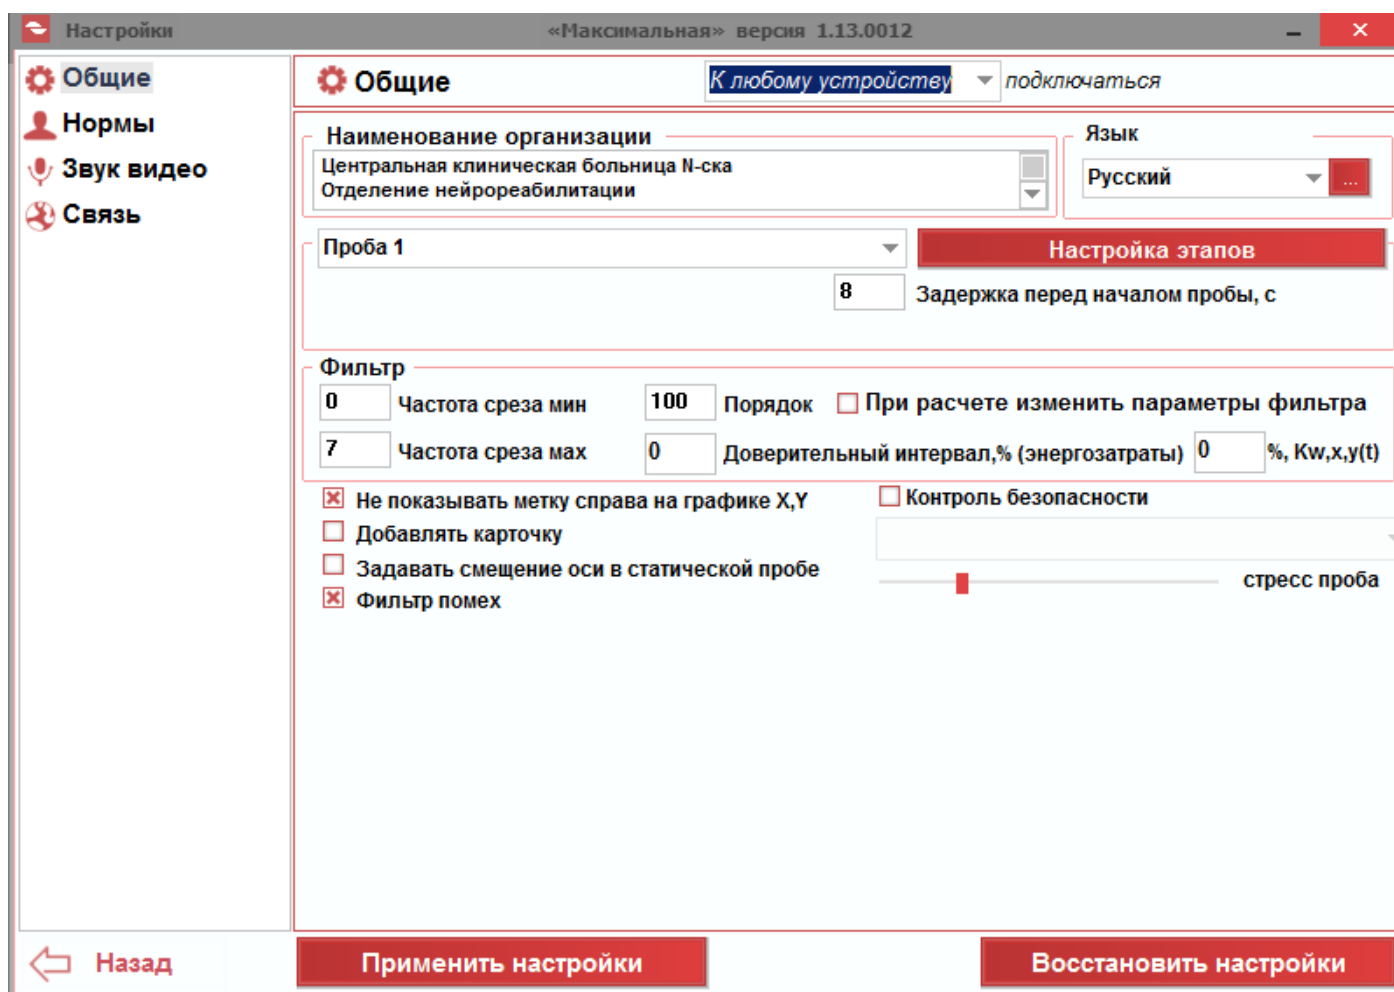 Настройки «Максимальная» версия 1.13.0012
Общие
Нормы
Звук видео
Связь
Общие К любому устройству подключаться
Наименование организации
Центральная клиническая больница N-ска
Отделение нейрореабилитации
Язык
Русский ...
Проба 1 Настройка этапов
8 Задержка перед началом пробы, с
Фильтр
0 Частота среза мин 100 Порядок При расчете изменить параметры фильтра
7 Частота среза мах 0 Доверительный интервал,% (энергозатраты) 0 %, Kw,x,y(t)
Не показывать метку справа на графике X,Y
Добавлять карточку
Задавать смещение оси в статической пробе
Фильтр помех
Контроль безопасности
стресс проба
Назад Применить настройки Восстановить настройки